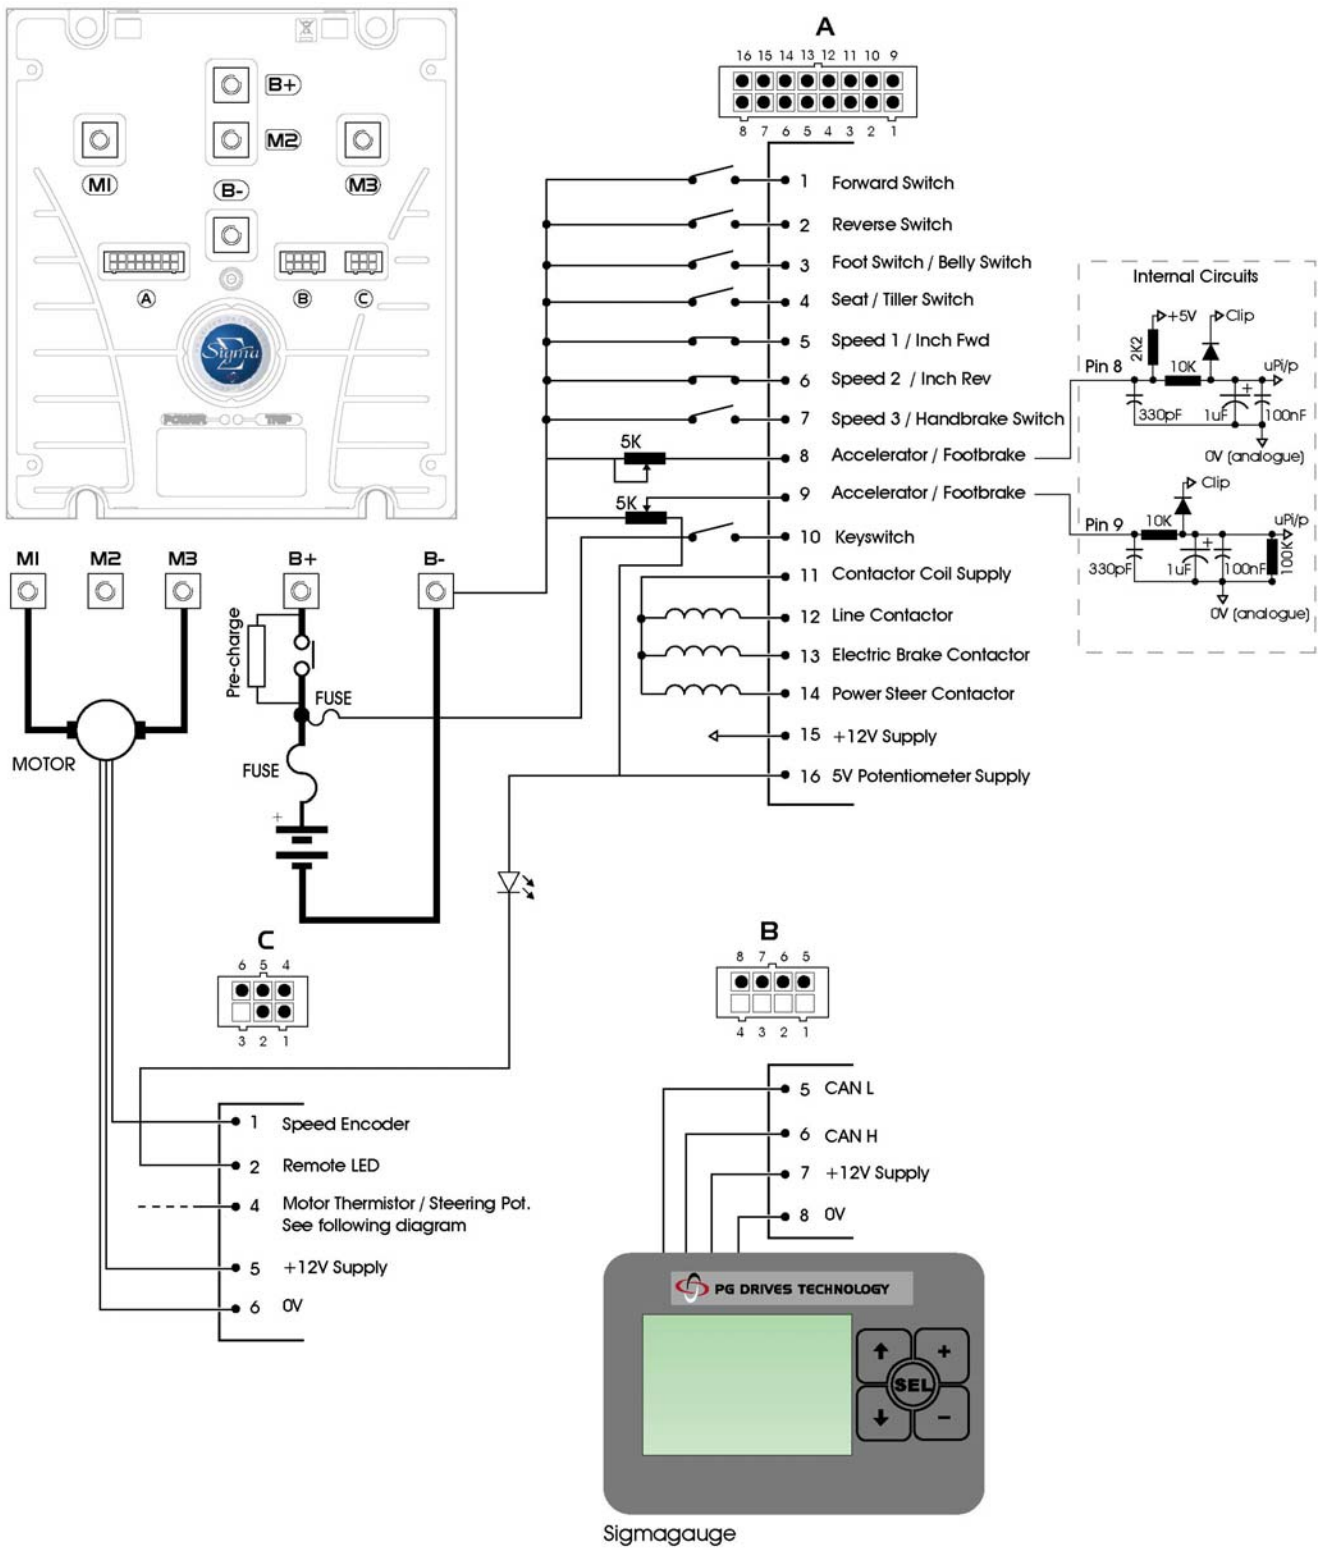 A
16 15 14 13 12 11 10 9
8 7 6 5 4 3 2 1
B+
M2
M1
B-
M3
A
B
C
Sigma
Σ
POWER
TRIP
1 Forward Switch
2 Reverse Switch
3 Foot Switch / Belly Switch
4 Seat / Tiller Switch
5 Speed 1 / Inch Fwd
6 Speed 2 / Inch Rev
7 Speed 3 / Handbrake Switch
5K
8 Accelerator / Footbrake
5K
9 Accelerator / Footbrake
10 Keyswitch
11 Contactor Coil Supply
12 Line Contactor
13 Electric Brake Contactor
14 Power Steer Contactor
15 +12V Supply
16 5V Potentiometer Supply
Internal Circuits
+5V
Clip
2K2
Pin 8
10K
uPi/p
330pF
1uF
+
100nF
0V (analogue)
Clip
Pin 9
10K
uPi/p
330pF
1uF
+
100nF
100K
0V (analogue)
M1
M2
M3
B+
B-
Pre-charge
FUSE
MOTOR
FUSE
+
C
6 5 4
3 2 1
1 Speed Encoder
2 Remote LED
4 Motor Thermistor / Steering Pot.
See following diagram
5 +12V Supply
6 0V
B
8 7 6 5
4 3 2 1
5 CAN L
6 CAN H
7 +12V Supply
8 0V
PG DRIVES TECHNOLOGY
+
SEL
-
Sigmagauge